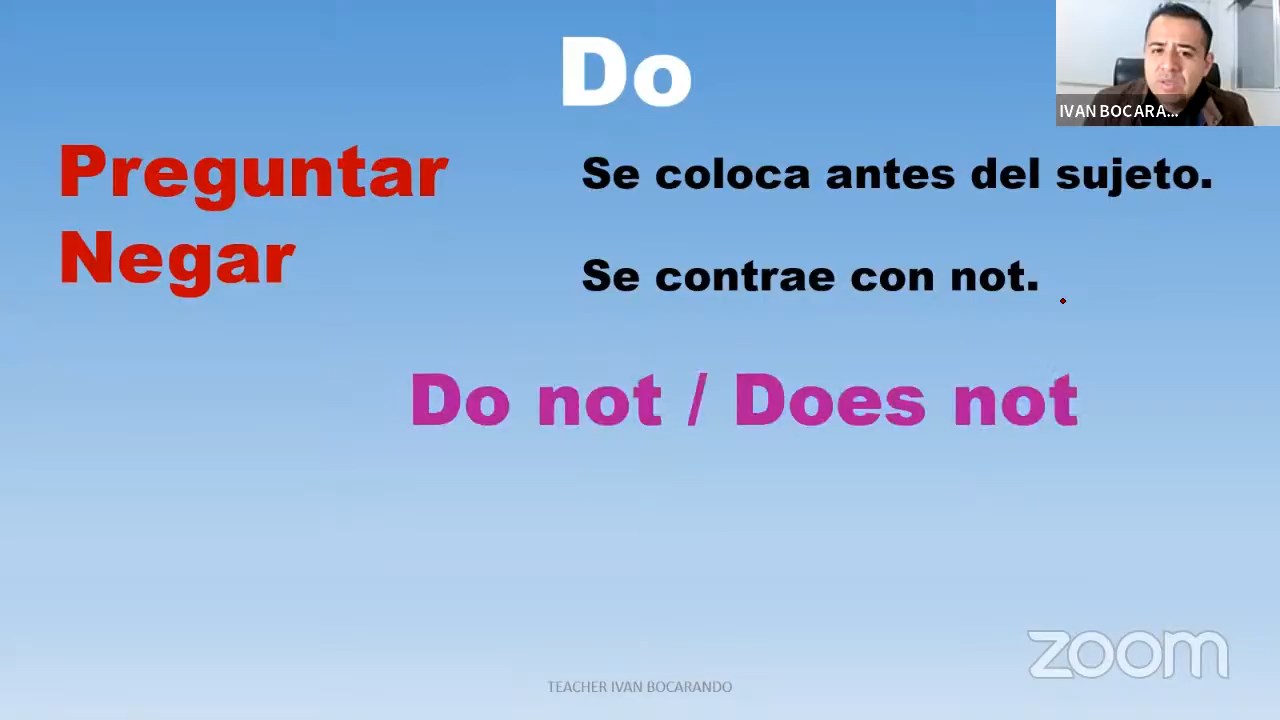 Do
IVAN BOCARA...
Preguntar
Se coloca antes del sujeto.
Negar
Se contrae con not.
Do not / Does not
zoom
TEACHER IVAN BOCARANDO